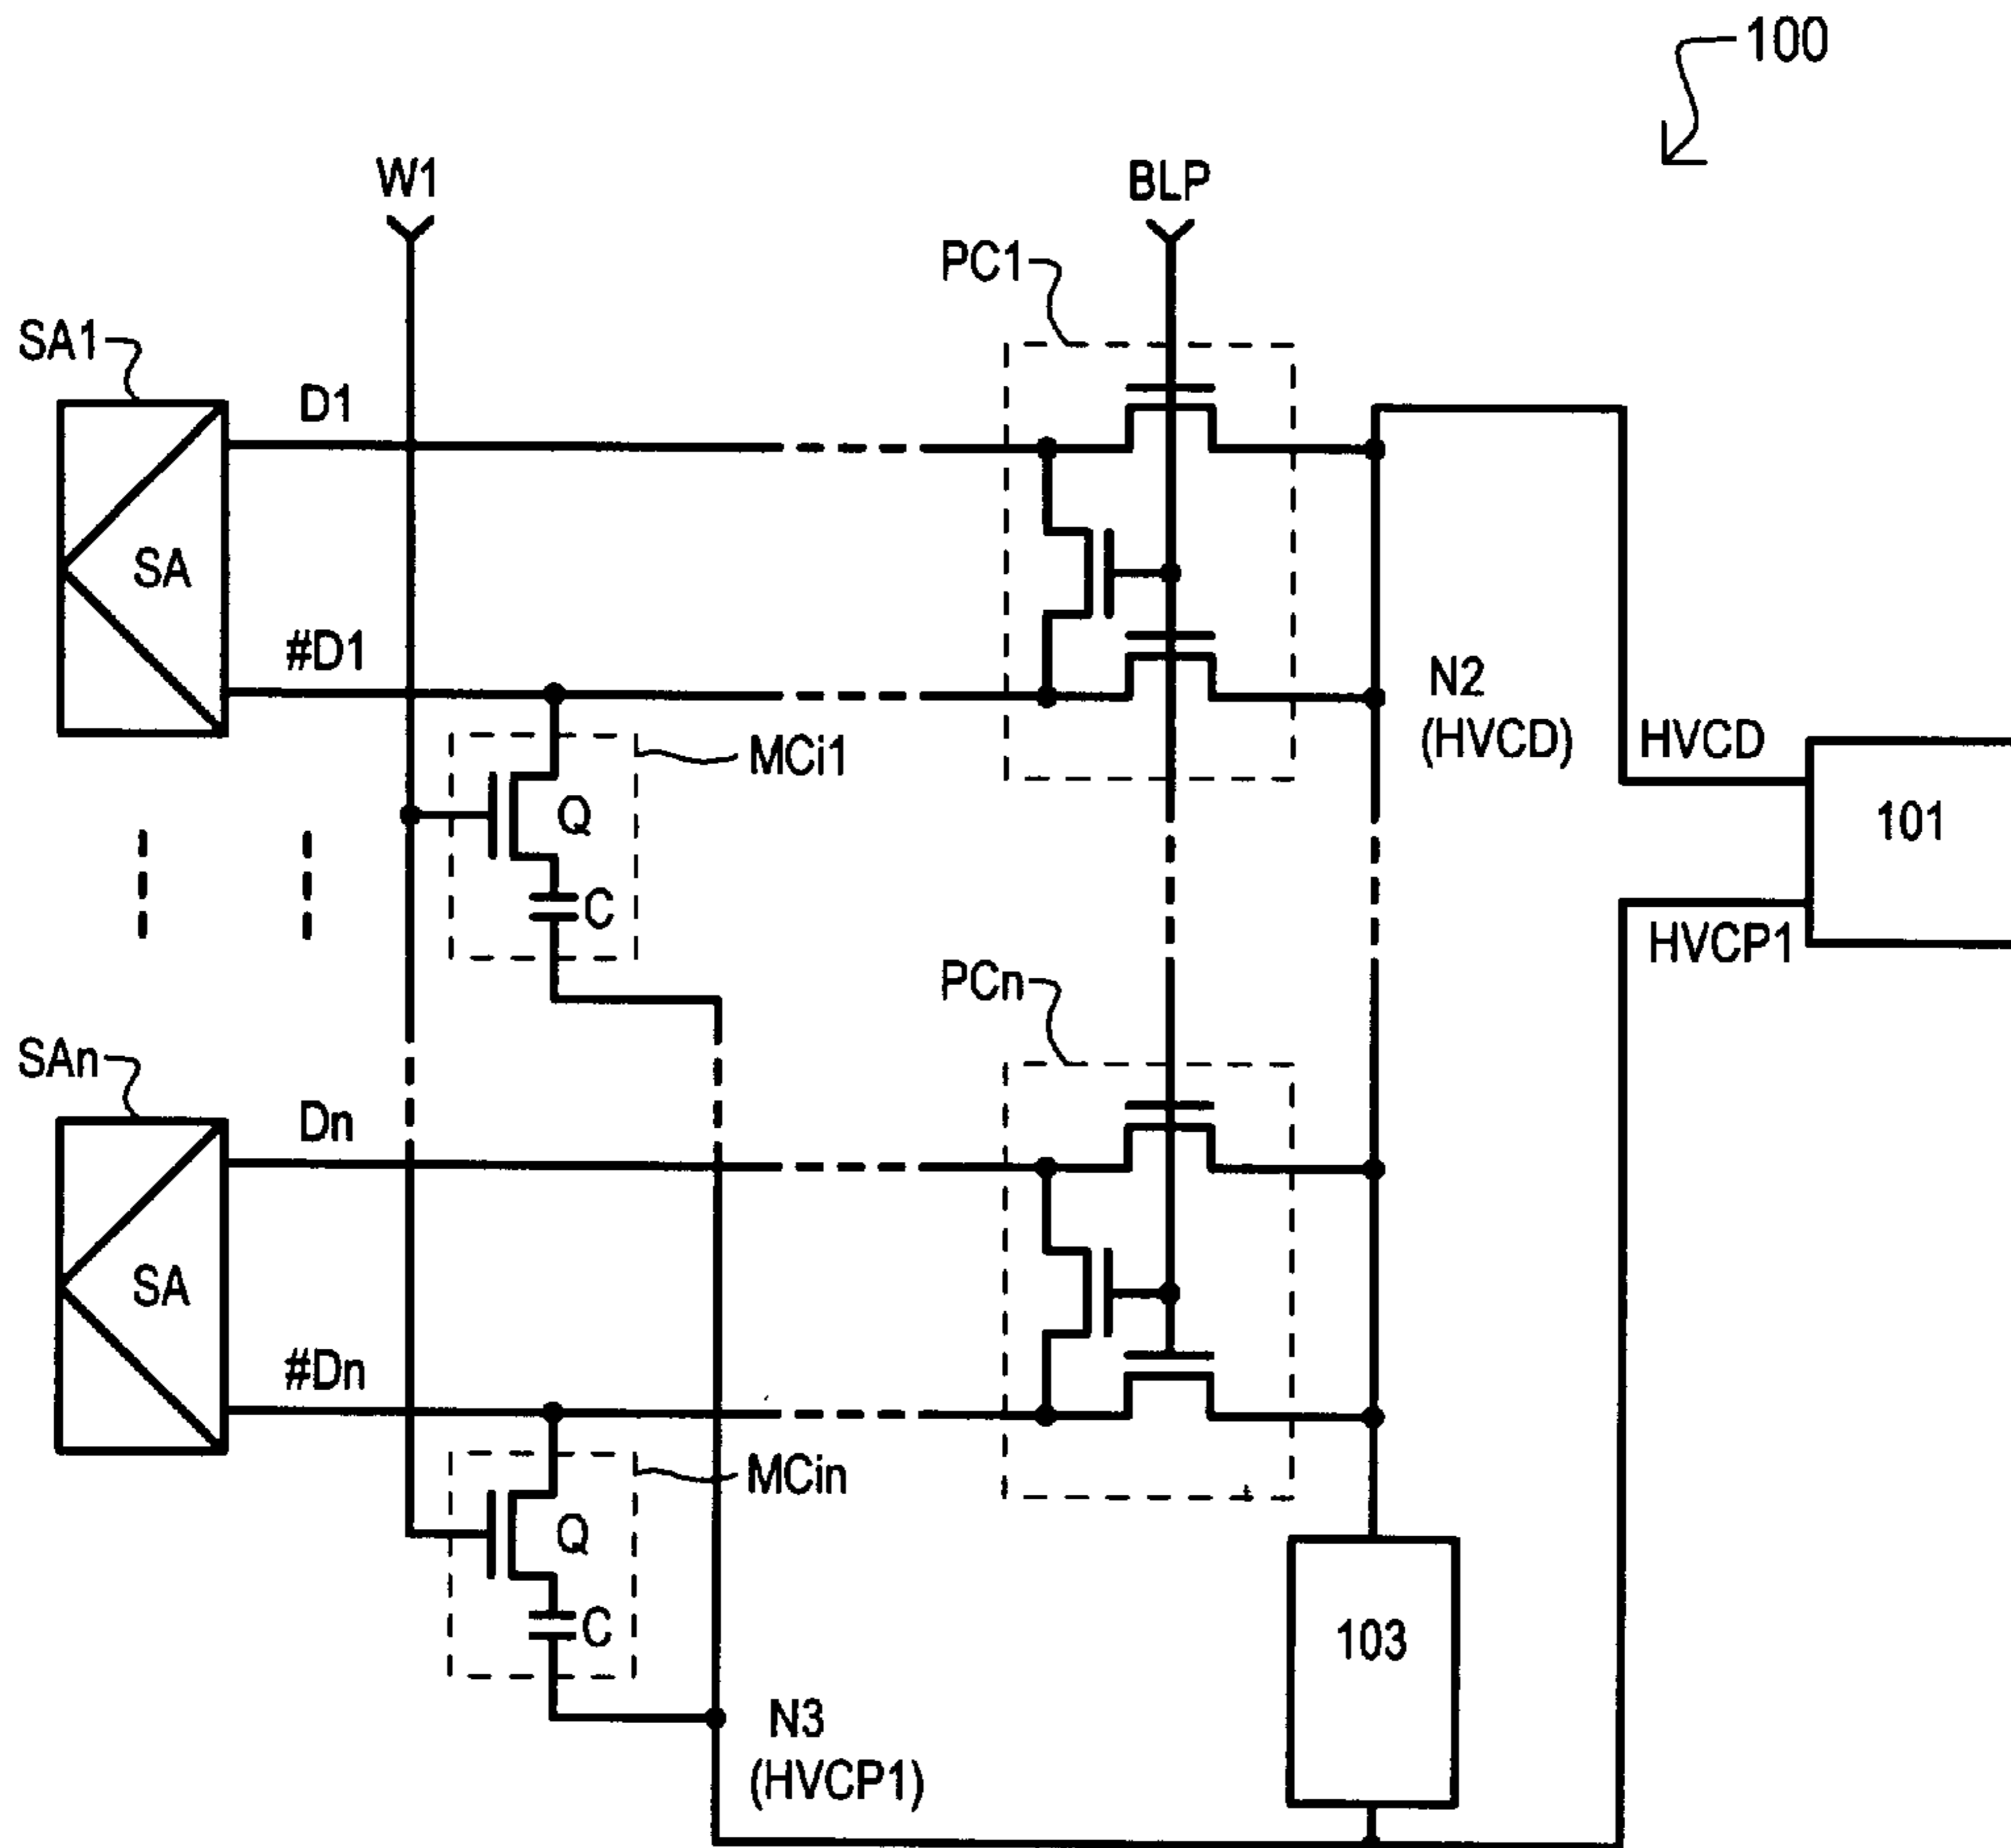 100
W1
BLP
PC1
SA1
D1
SA
#D1
N2
(HVCD)
HVCD
MCi1
Q
101
C
HVCP1
PCn
SAn
Dn
SA
#Dn
MCin
Q
C
103
N3
(HVCP1)